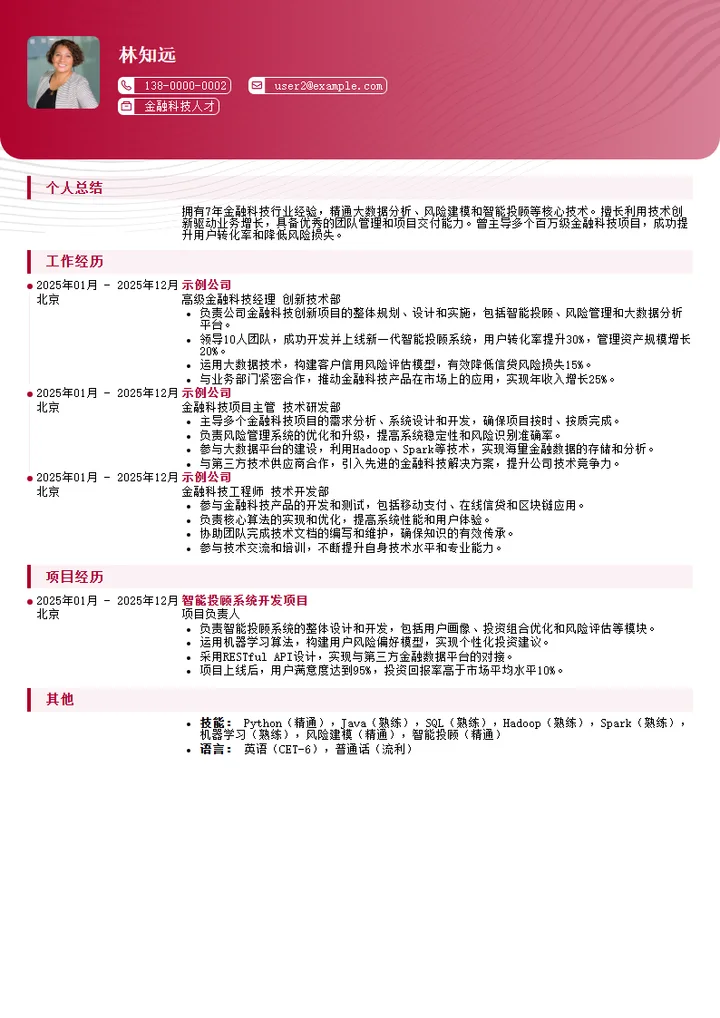 林知远
138-0000-0002
user2@example.com
金融科技人才
个人总结
拥有7年金融科技行业经验，精通大数据分析、风险建模和智能投顾等核心技术。擅长利用技术创
新驱动业务增长，具备优秀的团队管理和项目交付能力。曾主导多个百万级金融科技项目，成功提
升用户转化率和降低风险损失。
工作经历
2025年01月 - 2025年12月 示例公司
北京
高级金融科技经理 创新技术部
• 负责公司金融科技创新项目的整体规划、设计和实施，包括智能投顾、风险管理和大数据分析
平台。
• 领导10人团队，成功开发并上线新一代智能投顾系统，用户转化率提升30%，管理资产规模增长
20%。
• 运用大数据技术，构建客户信用风险评估模型，有效降低信贷风险损失15%。
• 与业务部门紧密合作，推动金融科技产品在市场上的应用，实现年收入增长25%。
2025年01月 - 2025年12月 示例公司
北京
金融科技项目主管 技术研发部
• 主导多个金融科技项目的需求分析、系统设计和开发，确保项目按时、按质完成。
• 负责风险管理系统的优化和升级，提高系统稳定性和风险识别准确率。
• 参与大数据平台的建设，利用Hadoop、Spark等技术，实现海量金融数据的存储和分析。
• 与第三方技术供应商合作，引入先进的金融科技解决方案，提升公司技术竞争力。
2025年01月 - 2025年12月 示例公司
北京
金融科技工程师 技术开发部
• 参与金融科技产品的开发和测试，包括移动支付、在线信贷和区块链应用。
• 负责核心算法的实现和优化，提高系统性能和用户体验。
• 协助团队完成技术文档的编写和维护，确保知识的有效传承。
• 参与技术交流和培训，不断提升自身技术水平和专业能力。
项目经历
2025年01月 - 2025年12月 智能投顾系统开发项目
北京
项目负责人
• 负责智能投顾系统的整体设计和开发，包括用户画像、投资组合优化和风险评估等模块。
• 运用机器学习算法，构建用户风险偏好模型，实现个性化投资建议。
• 采用RESTful API设计，实现与第三方金融数据平台的对接。
• 项目上线后，用户满意度达到95%，投资回报率高于市场平均水平10%。
其他
• 技能： Python（精通），Java（熟练），SQL（熟练），Hadoop（熟练），Spark（熟练），
机器学习（熟练），风险建模（精通），智能投顾（精通）
• 语言： 英语（CET-6），普通话（流利）